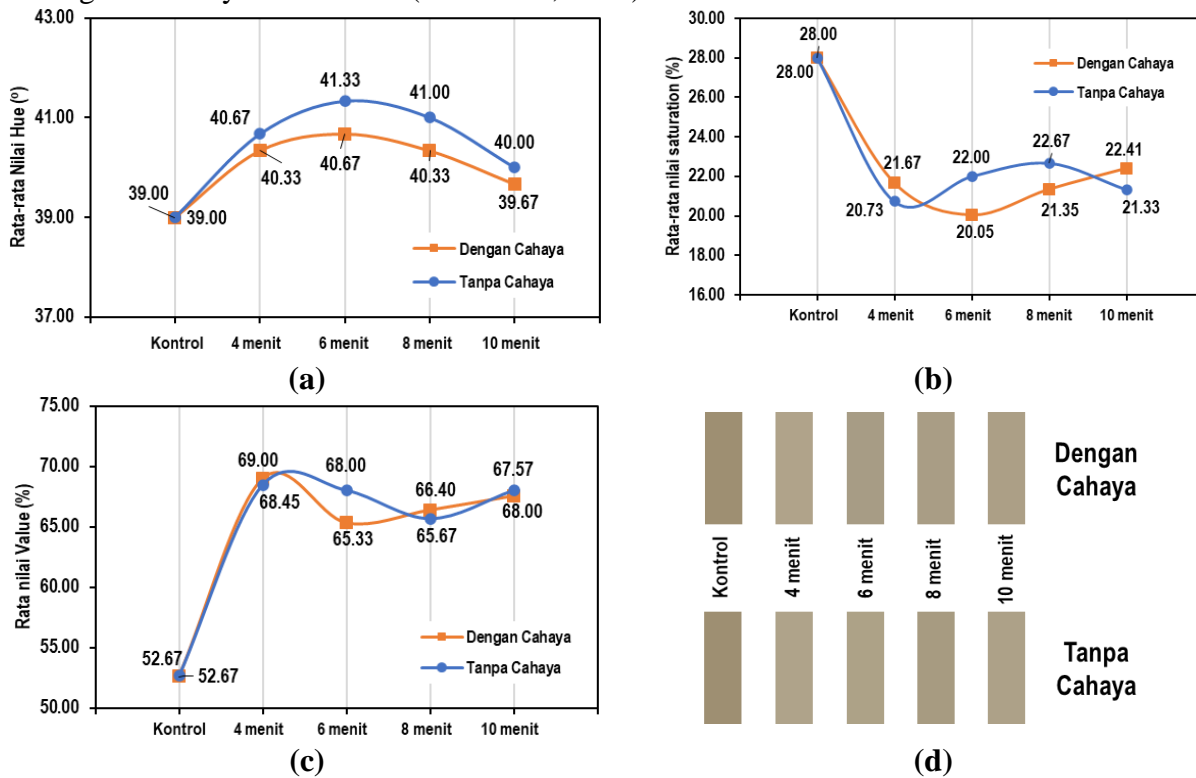 43.00
41.00
39.00
37.00
Rata-rata Nilai Hue (º)
39.00
39.00
40.67
40.33
41.33
40.67
41.00
40.33
40.00
39.67
Dengan Cahaya
Tanpa Cahaya
Kontrol 4 menit 6 menit 8 menit 10 menit
(a)
30.00
28.00
26.00
24.00
22.00
20.00
18.00
16.00
Rata-rata nilai saturation (%)
28.00
28.00
21.67
20.73
22.00
20.05
22.67
21.35
22.41
21.33
Dengan Cahaya
Tanpa Cahaya
Kontrol 4 menit 6 menit 8 menit 10 menit
(b)
75.00
70.00
65.00
60.00
55.00
50.00
Rata nilai Value (%)
52.67
52.67
69.00
68.45
68.00
65.33
66.40
65.67
67.57
68.00
Dengan Cahaya
Tanpa Cahaya
Kontrol 4 menit 6 menit 8 menit 10 menit
(c)
Dengan
Cahaya
Kontrol
4 menit
6 menit
8 menit
10 menit
Tanpa
Cahaya
(d)